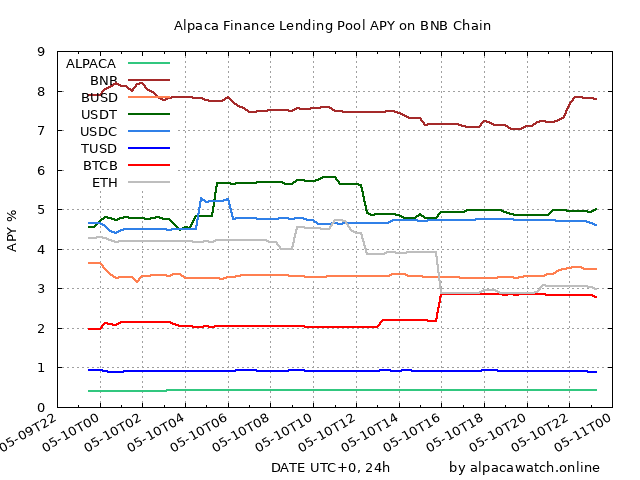 Alpaca Finance Lending Pool APY on BNB Chain
APY %
9
8
7
6
5
4
3
2
1
0
ALPACA
BNB
BUSD
USDT
USDC
TUSD
BTCB
ETH
05-09T22
05-10T00
05-10T02
05-10T04
05-10T06
05-10T08
05-10T10
05-10T12
05-10T14
05-10T16
05-10T18
05-10T20
05-10T22
05-11T00
DATE UTC+0, 24h
by alpacawatch.online